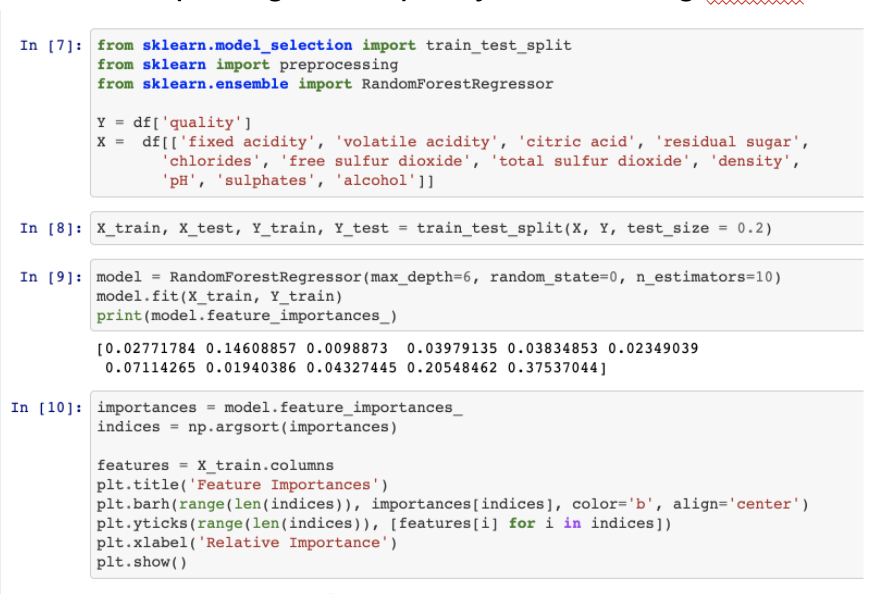 In [7]: from sklearn.model_selection import train_test_split
from sklearn import preprocessing
from sklearn.ensemble import RandomForestRegressor
Y = df['quality']
X =  df[['fixed acidity', 'volatile acidity', 'citric acid', 'residual sugar',
'chlorides', 'free sulfur dioxide', 'total sulfur dioxide', 'density',
'pH', 'sulphates', 'alcohol']]
In [8]: X_train, X_test, Y_train, Y_test = train_test_split(X, Y, test_size = 0.2)
In [9]: model = RandomForestRegressor(max_depth=6, random_state=0, n_estimators=10)
model.fit(X_train, Y_train)
print(model.feature_importances_)
[0.02771784 0.14608857 0.0098873  0.03979135 0.03834853 0.02349039
0.07114265 0.01940386 0.04327445 0.20548462 0.37537044]
In [10]: importances = model.feature_importances_
indices = np.argsort(importances)
features = X_train.columns
plt.title('Feature Importances')
plt.barh(range(len(indices)), importances[indices], color='b', align='center')
plt.yticks(range(len(indices)), [features[i] for i in indices])
plt.xlabel('Relative Importance')
plt.show()